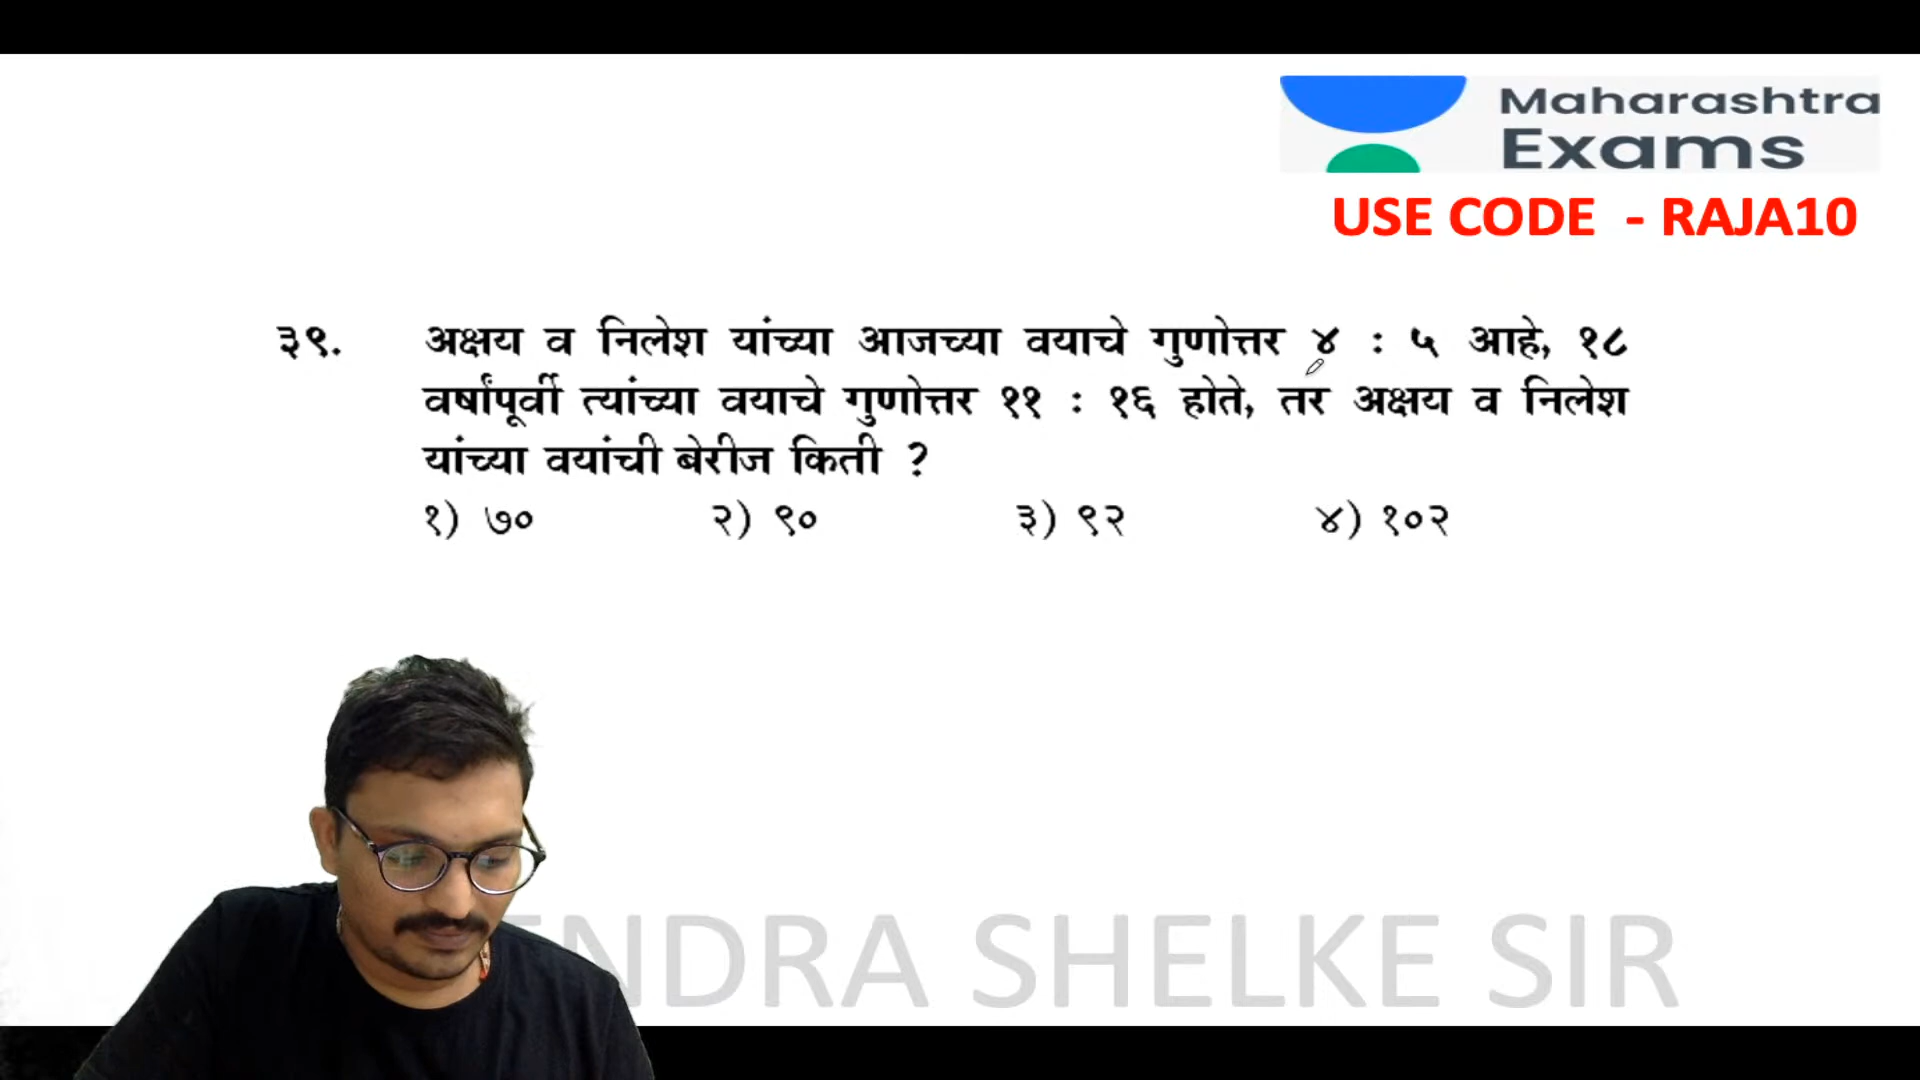 Maharashtra
Exams
USE CODE - RAJA10
३९. अक्षय व निलेश यांच्या आजच्या वयाचे गुणोत्तर ४ : ५ आहे, १८
वर्षांपूर्वी त्यांच्या वयाचे गुणोत्तर ११ : १६ होते, तर अक्षय व निलेश
यांच्या वयांची बेरीज किती ?
१) ७० २) ९० ३) ९२ ४) १०२
NDRA SHELKE SIR